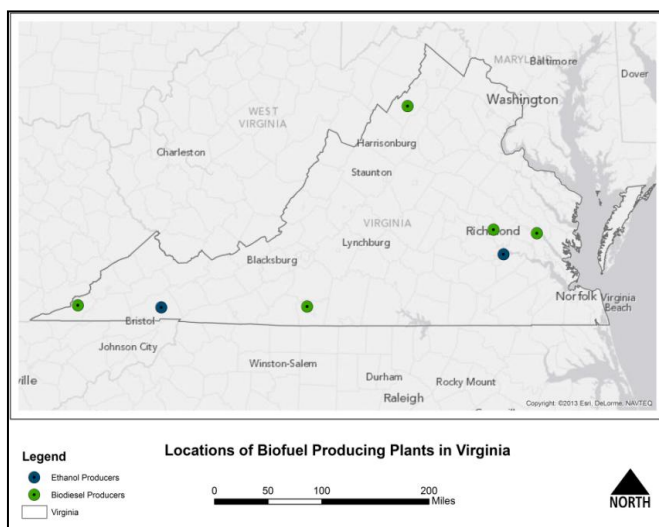 MARYLAND
Baltimore
Dover
Washington
WEST
VIRGINIA
Harrisonburg
Charleston
Staunton
VIRGINIA
Richmond
Lynchburg
Blacksburg
Norfolk Virginia
Beach
Bristol
Johnson City
Winston-Salem
Durham
Rocky Mount
ville
Raleigh
Copyright: ©2013 Esri, DeLorme, NAVTEQ
Legend
Locations of Biofuel Producing Plants in Virginia
Ethanol Producers
Biodiesel Producers
Virginia
0 50 100 200
Miles
NORTH